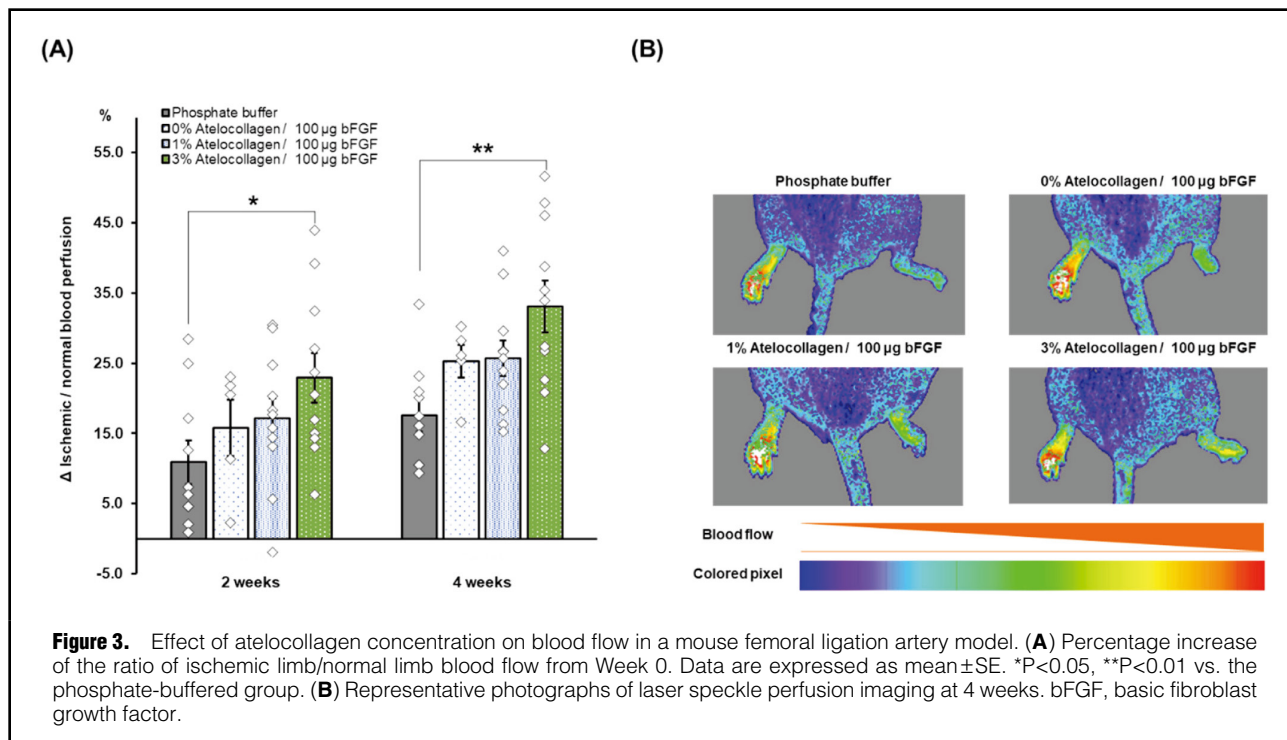 (A)
%
Phosphate buffer
0% Atelocollagen / 100 µg bFGF
1% Atelocollagen / 100 µg bFGF
3% Atelocollagen / 100 µg bFGF
55.0
45.0
35.0
25.0
15.0
5.0
-5.0
Δ Ischemic / normal blood perfusion
*
**
2 weeks
4 weeks
(B)
Phosphate buffer
0% Atelocollagen / 100 µg bFGF
1% Atelocollagen / 100 µg bFGF
3% Atelocollagen / 100 µg bFGF
Blood flow
Colored pixel
Figure 3. Effect of atelocollagen concentration on blood flow in a mouse femoral ligation artery model. (A) Percentage increase
of the ratio of ischemic limb/normal limb blood flow from Week 0. Data are expressed as mean±SE. *P<0.05, **P<0.01 vs. the
phosphate-buffered group. (B) Representative photographs of laser speckle perfusion imaging at 4 weeks. bFGF, basic fibroblast
growth factor.